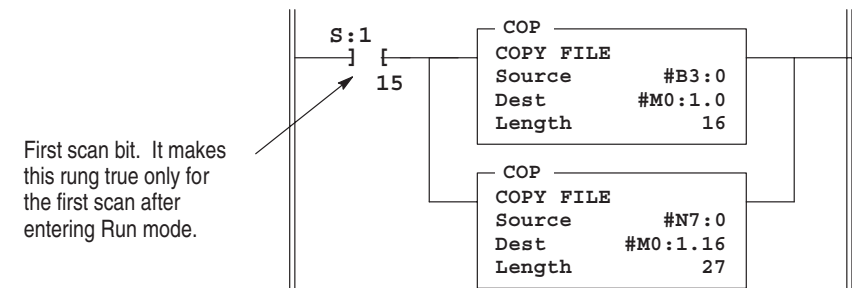 S:1
] [
15
COP
COPY FILE
Source #B3:0
Dest #M0:1.0
Length 16
First scan bit. It makes
this rung true only for
the first scan after
entering Run mode.
COP
COPY FILE
Source #N7:0
Dest #M0:1.16
Length 27